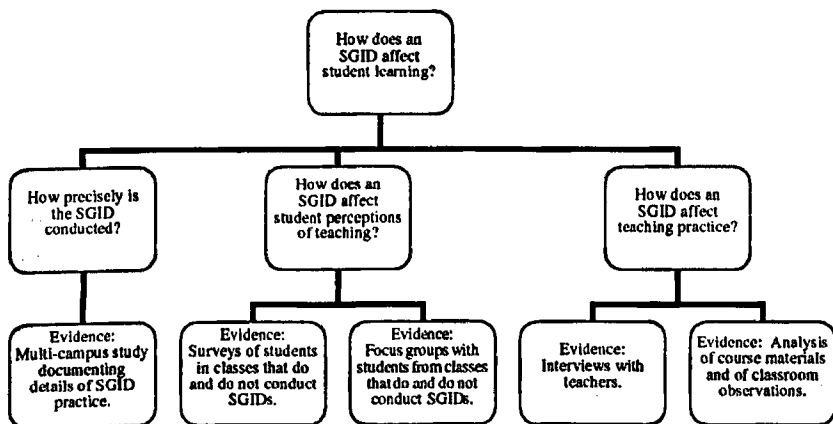 How does an
SGID affect
student learning?
How precisely is
the SGID
conducted?
How does an
SGID affect
student perceptions
of teaching?
How does an
SGID affect
teaching practice?
Evidence:
Multi-campus study
documenting
details of SGID
practice.
Evidence:
Surveys of students
in classes that do
and do not conduct
SGIDs.
Evidence:
Focus groups with
students from classes
that do and do not
conduct SGIDs.
Evidence:
Interviews with
teachers.
Evidence: Analysis
of course materials
and of classroom
observations.